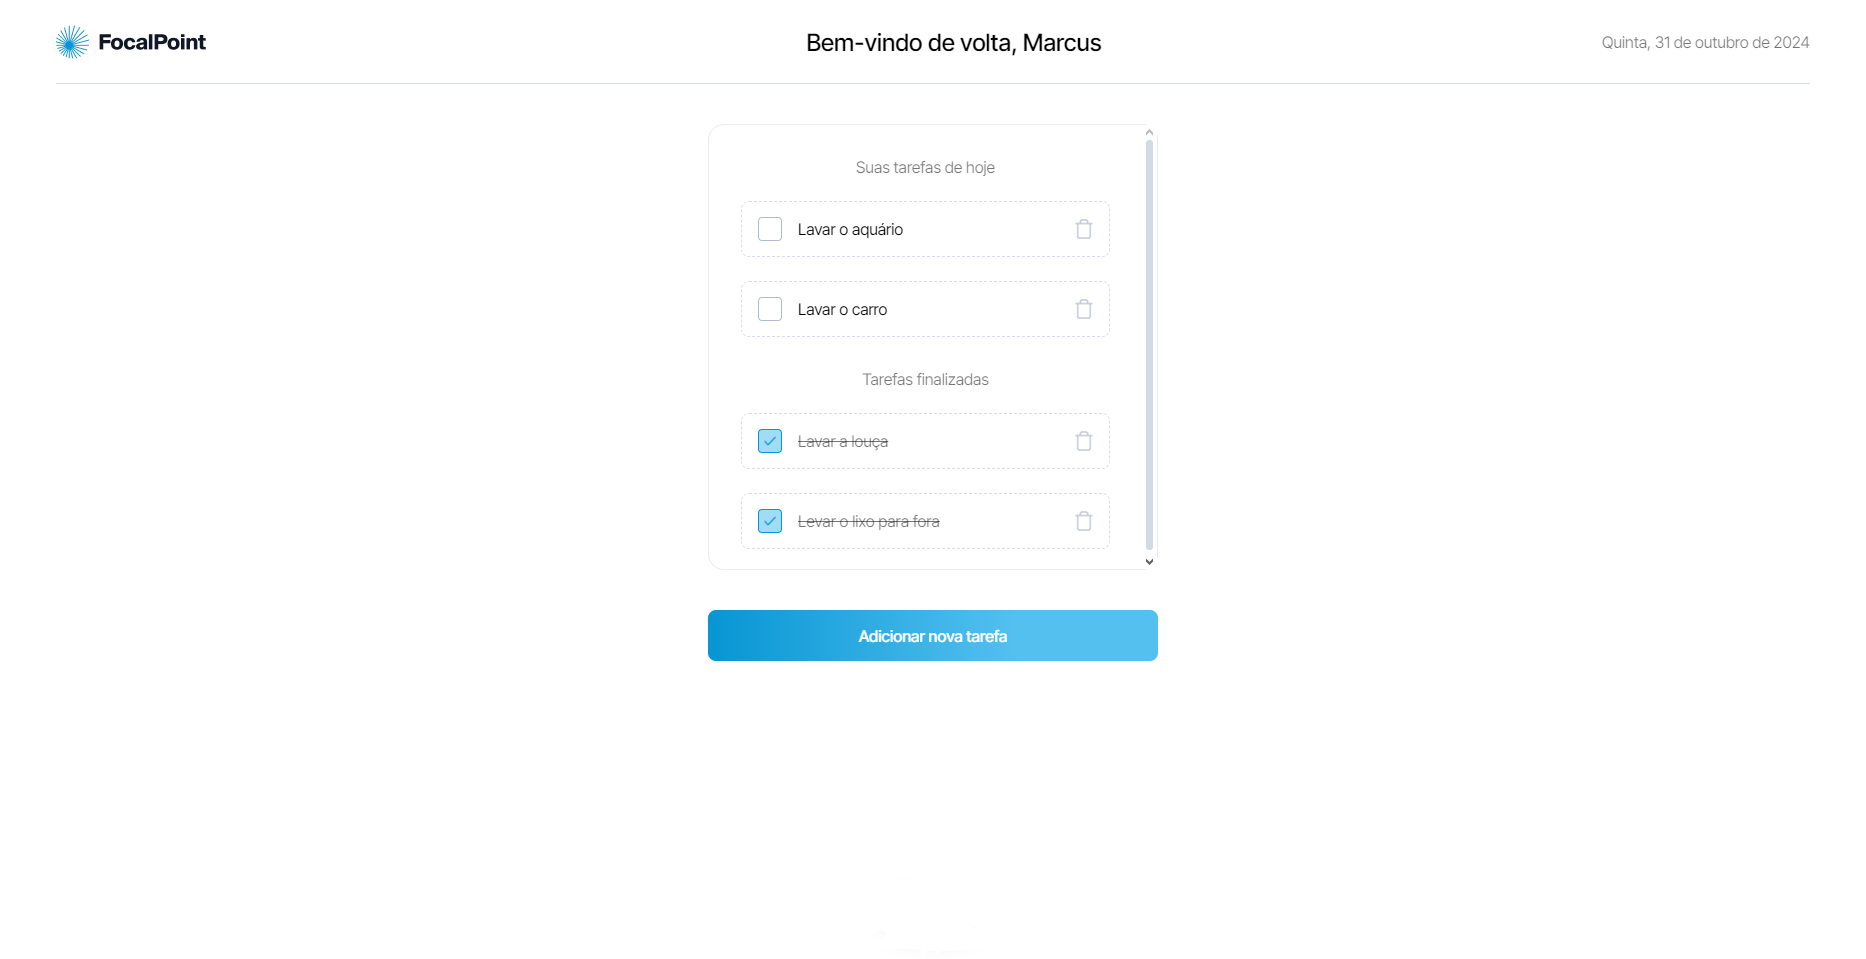 FocalPoint
Bem-vindo de volta, Marcus
Quinta, 31 de outubro de 2024
Suas tarefas de hoje
Lavar o aquário
Lavar o carro
Tarefas finalizadas
Lavar a louça
Levar o lixo para fora
Adicionar nova tarefa